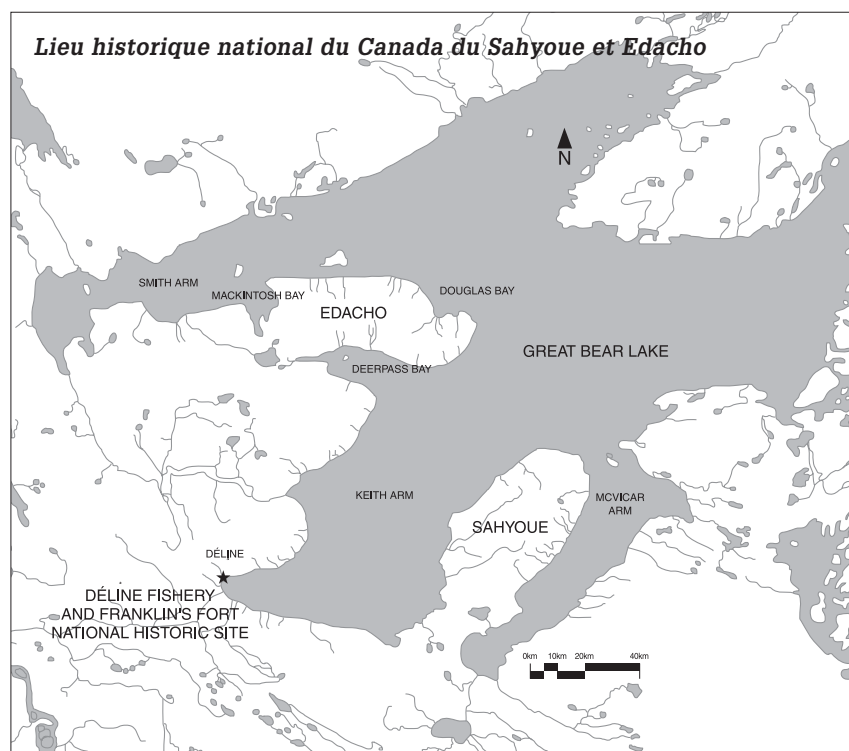 Lieu historique national du Canada du Sahyoue et Edacho
N
SMITH ARM
MACKINTOSH BAY
DOUGLAS BAY
EDACHO
GREAT BEAR LAKE
DEERPASS BAY
KEITH ARM
MCVICAR
ARM
SAHYOUE
DÉLINE
DÉLINE FISHERY
AND FRANKLIN'S FORT
NATIONAL HISTORIC SITE
0km 10km 20km 40km